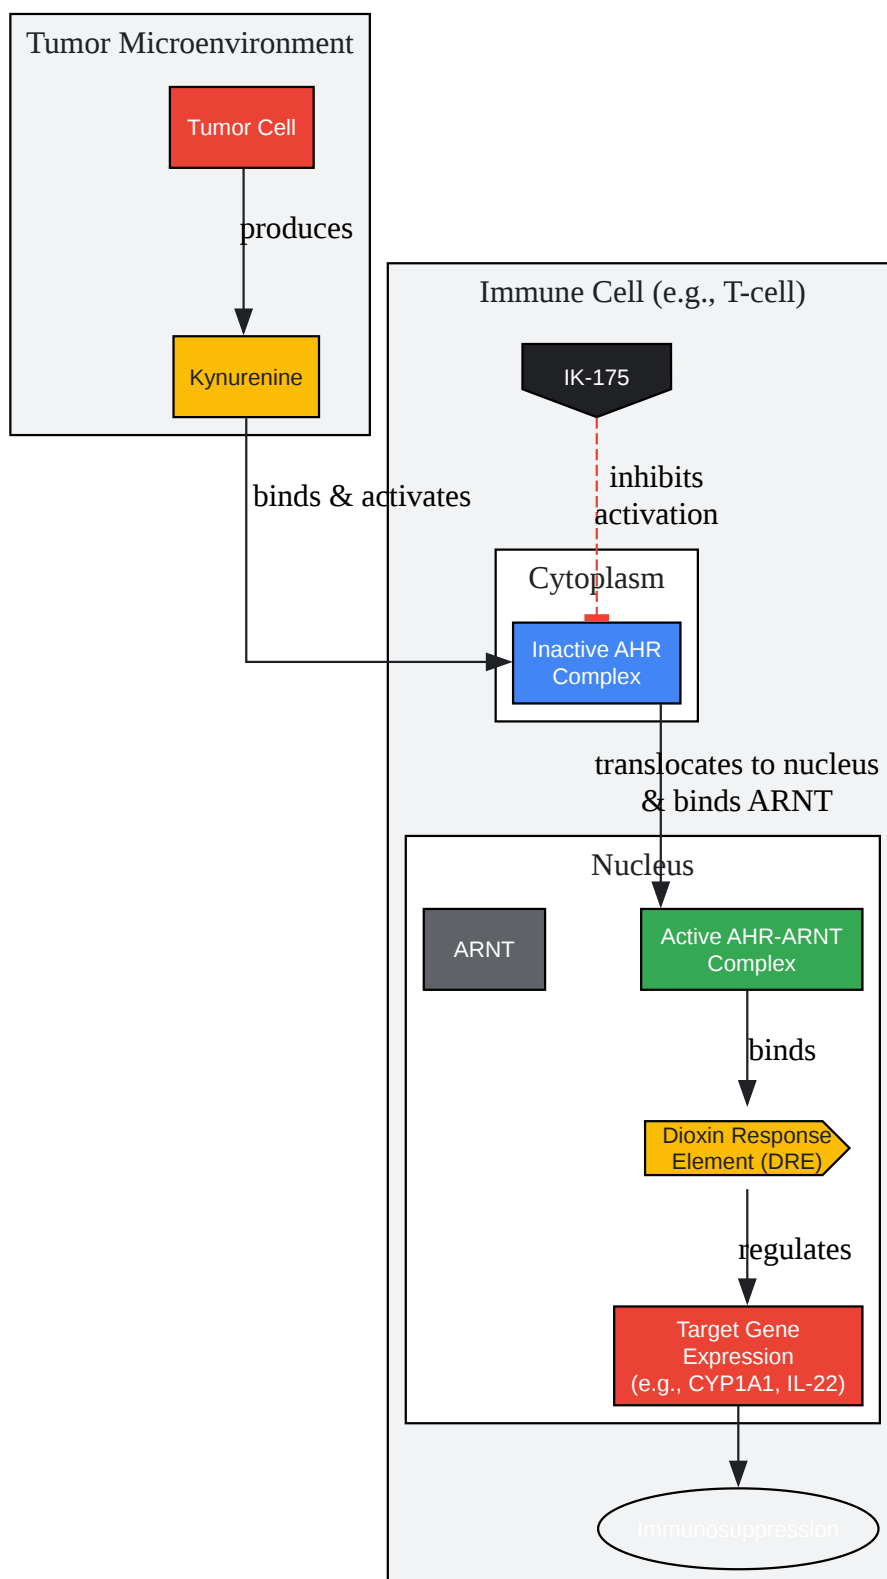 Tumor Microenvironment
Tumor Cell
produces
Kynurenine
binds & activates
Immune Cell (e.g., T-cell)
IK-175
inhibits
activation
Cytoplasm
Inactive AHR
Complex
translocates to nucleus
& binds ARNT
Nucleus
ARNT
Active AHR-ARNT
Complex
binds
Dioxin Response
Element (DRE)
regulates
Target Gene
Expression
(e.g., CYP1A1, IL-22)
Immunosuppression